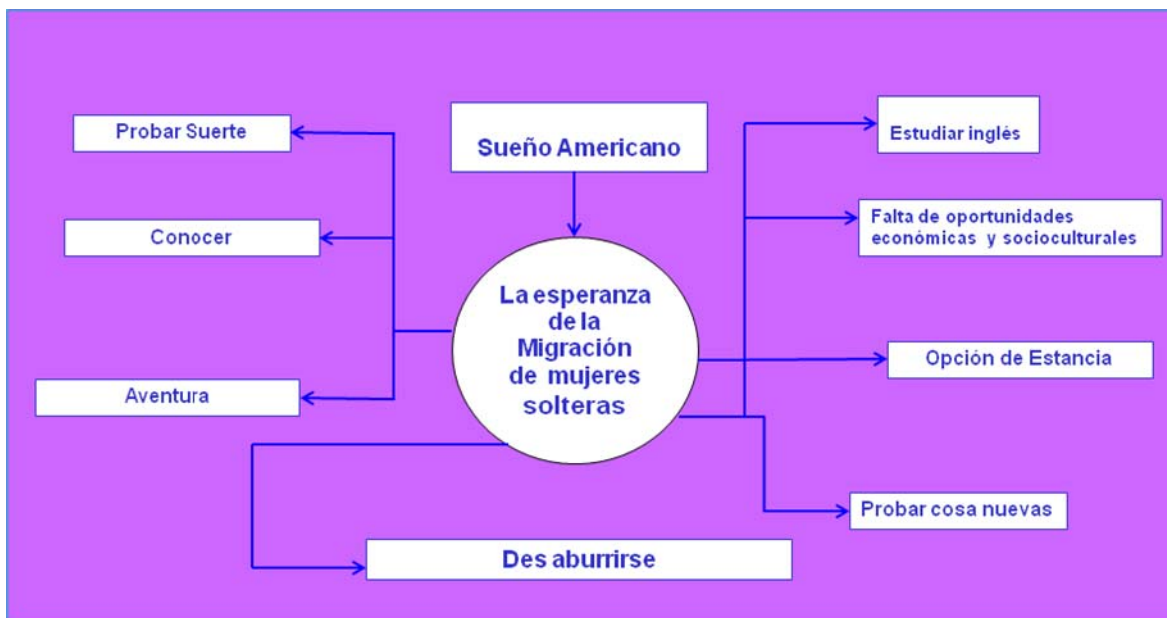 Sueño Americano
Probar Suerte
Conocer
Aventura
La esperanza
de la
Migración
de mujeres
solteras
Estudiar inglés
Falta de oportunidades
económicas y socioculturales
Opción de Estancia
Probar cosa nuevas
Des aburrirse